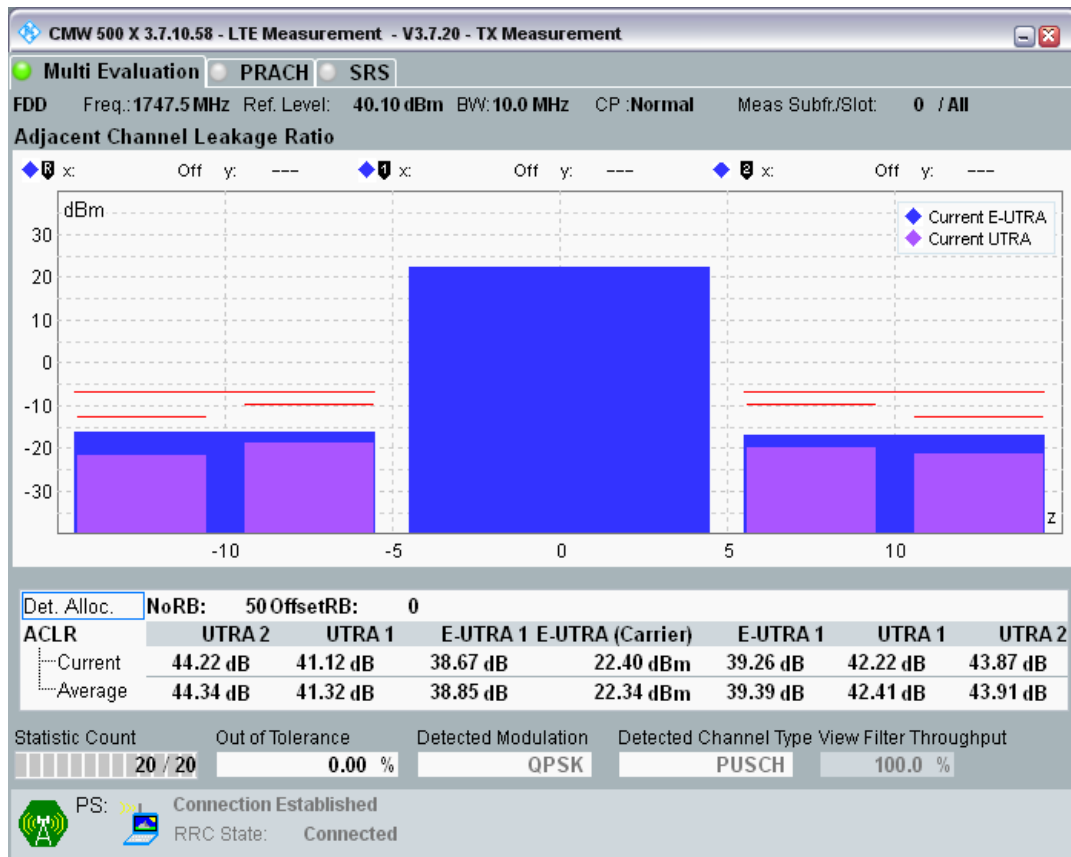 CMW 500 X 3.7.10.58 - LTE Measurement - V3.7.20 - TX Measurement
Multi Evaluation PRACH SRS
FDD Freq.: 1747.5 MHz Ref. Level: 40.10 dBm BW: 10.0 MHz CP :Normal Meas Subfr./Slot: 0 / All
Adjacent Channel Leakage Ratio
R x: Off y: --- 1 x: Off y: --- 2 x: Off y: ---
dBm
Current E-UTRA
Current UTRA
30
20
10
0
-10
-20
-30
z
-10 -5 0 5 10
Det. Alloc. NoRB: 50 OffsetRB: 0
ACLR UTRA 2 UTRA 1 E-UTRA 1 E-UTRA (Carrier) E-UTRA 1 UTRA 1 UTRA 2
Current 44.22 dB 41.12 dB 38.67 dB 22.40 dBm 39.26 dB 42.22 dB 43.87 dB
Average 44.34 dB 41.32 dB 38.85 dB 22.34 dBm 39.39 dB 42.41 dB 43.91 dB
Statistic Count Out of Tolerance Detected Modulation Detected Channel Type View Filter Throughput
20 / 20 0.00 % QPSK PUSCH 100.0 %
PS: Connection Established
RRC State: Connected